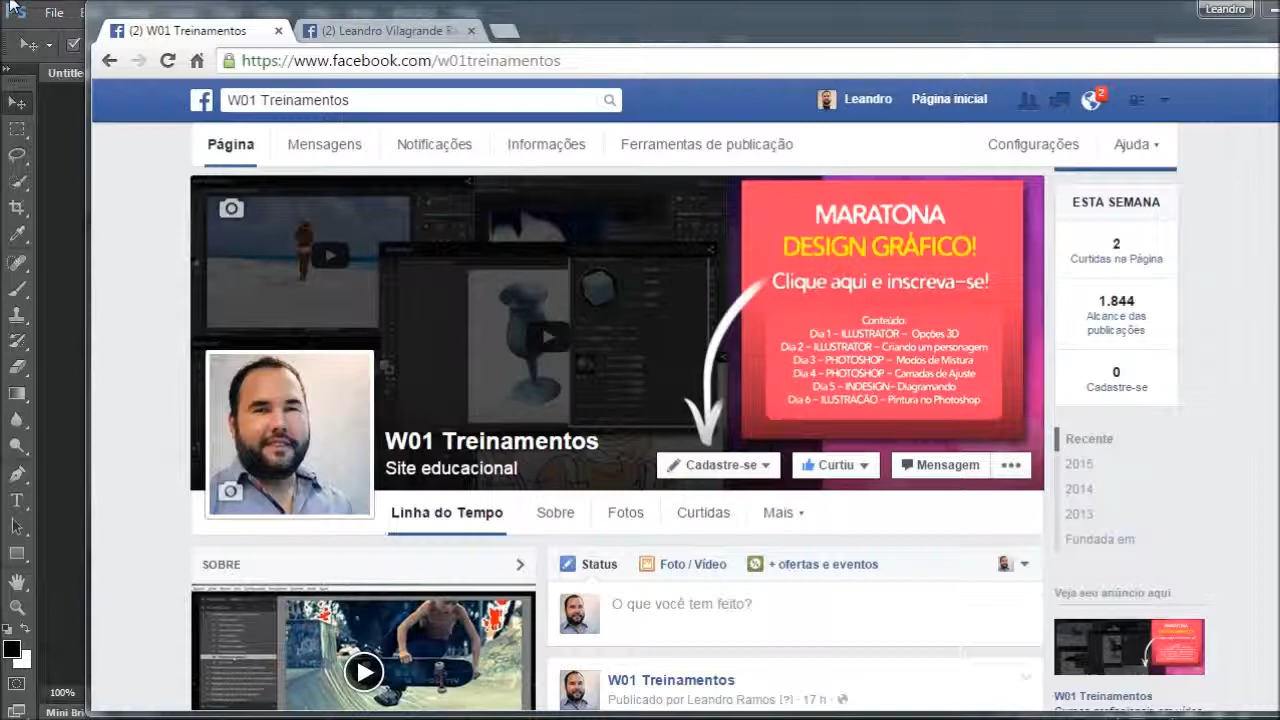 File
Leandro
(2) W01 Treinamentos
(2) Leandro Vilagrande
Untitle
https://www.facebook.com/w01treinamentos
W01 Treinamentos
Leandro
Página inicial
2
Página
Mensagens
Notificações
Informações
Ferramentas de publicação
Configurações
Ajuda
MARATONA
DESIGN GRÁFICO!
Clique aqui e inscreva-se!
Conteúdo:
Dia 1 - ILLUSTRATOR - Opções 3D
Dia 2 - ILLUSTRATOR - Criando um personagem
Dia 3 - PHOTOSHOP - Modos de Mistura
Dia 4 - PHOTOSHOP - Camadas de Ajuste
Dia 5 - INDESIGN- Diagramando
Dia 6 - ILUSTRAÇÃO - Pintura no Photoshop
ESTA SEMANA
2
Curtidas na Página
1.844
Alcance das
publicações
0
Cadastre-se
W01 Treinamentos
Site educacional
Cadastre-se
Curtiu
Mensagem
Recente
2015
2014
2013
Fundada em
Linha do Tempo
Sobre
Fotos
Curtidas
Mais
SOBRE
Status
Foto / Vídeo
+ ofertas e eventos
O que você tem feito?
Veja seu anúncio aqui
W01 Treinamentos
por Leandro Ramos [?] · 17 h
W01 Treinamentos
100%
Mini Bri